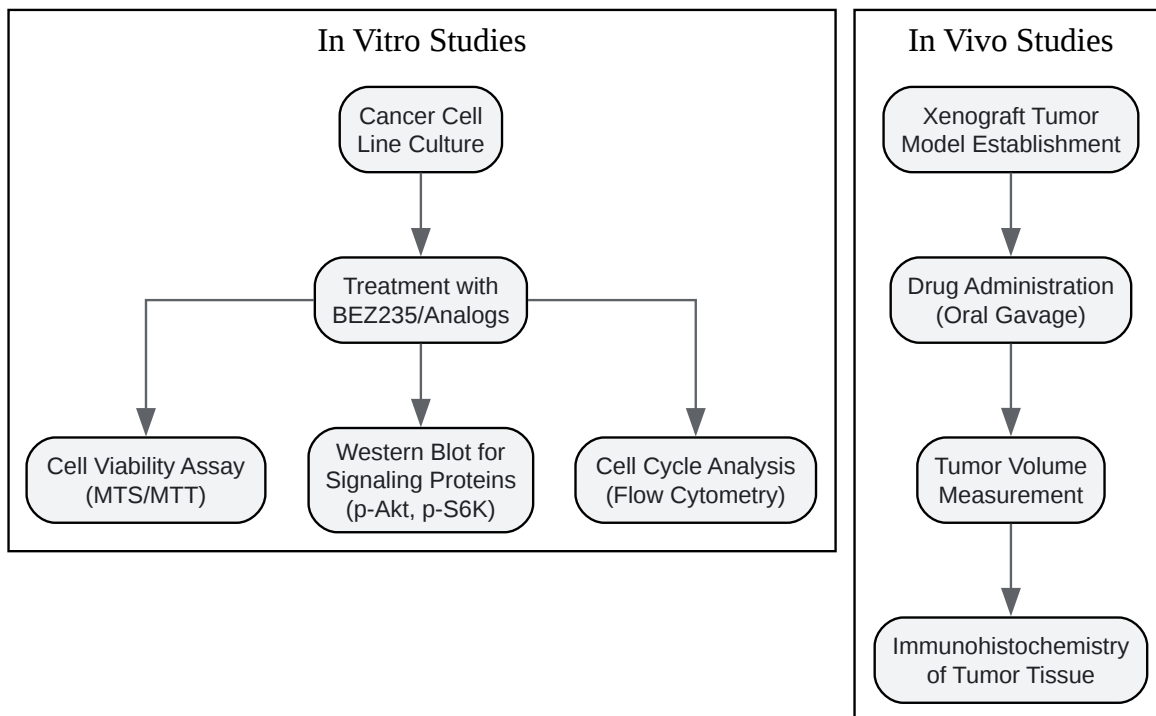 In Vitro Studies
Cancer Cell
Line Culture
Treatment with
BEZ235/Analogs
Cell Viability Assay
(MTS/MTT)
Western Blot for
Signaling Proteins
(p-Akt, p-S6K)
Cell Cycle Analysis
(Flow Cytometry)
In Vivo Studies
Xenograft Tumor
Model Establishment
Drug Administration
(Oral Gavage)
Tumor Volume
Measurement
Immunohistochemistry
of Tumor Tissue